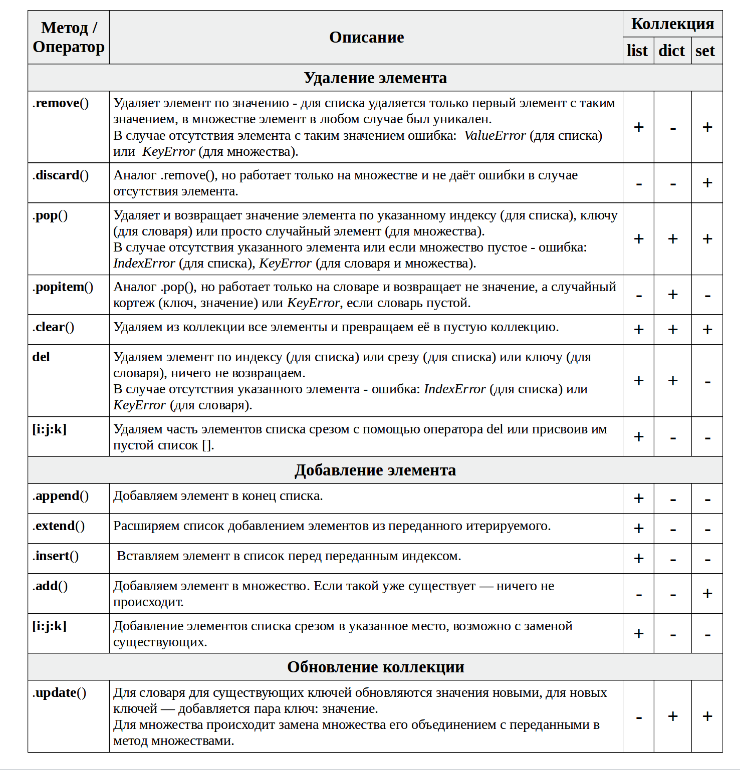 Метод / Оператор Описание Коллекция
list dict set
Удаление элемента
.remove() Удаляет элемент по значению - для списка удаляется только первый элемент с таким
значением, в множестве элемент в любом случае был уникален.
В случае отсутствия элемента с таким значением ошибка: ValueError (для списка)
или KeyError (для множества).
+ - +
.discard() Аналог .remove(), но работает только на множестве и не даёт ошибки в случае
отсутствия элемента.
- - +
.pop() Удаляет и возвращает значение элемента по указанному индексу (для списка), ключу
(для словаря) или просто случайный элемент (для множества).
В случае отсутствия указанного элемента или если множество пустое - ошибка:
IndexError (для списка), KeyError (для словаря и множества).
+ + +
.popitem() Аналог .pop(), но работает только на словаре и возвращает не значение, а случайный
кортеж (ключ, значение) или KeyError, если словарь пустой.
- + -
.clear() Удаляем из коллекции все элементы и превращаем её в пустую коллекцию.
+ + +
del Удаляем элемент по индексу (для списка) или срезу (для списка) или ключу (для
словаря), ничего не возвращаем.
В случае отсутствия указанного элемента - ошибка: IndexError (для списка) или
KeyError (для словаря).
+ + -
[i:j:k] Удаляем часть элементов списка срезом с помощью оператора del или присвоив им
пустой список [].
+ - -
Добавление элемента
.append() Добавляем элемент в конец списка.
+ - -
.extend() Расширяем список добавлением элементов из переданного итерируемого.
+ - -
.insert() Вставляем элемент в список перед переданным индексом.
+ - -
.add() Добавляем элемент в множество. Если такой уже существует — ничего не
происходит.
- - +
[i:j:k] Добавление элементов списка срезом в указанное место, возможно с заменой
существующих.
+ - -
Обновление коллекции
.update() Для словаря для существующих ключей обновляются значения новыми, для новых
ключей — добавляется пара ключ: значение.
Для множества происходит замена множества его объединением с переданными в
метод множествами.
- + +